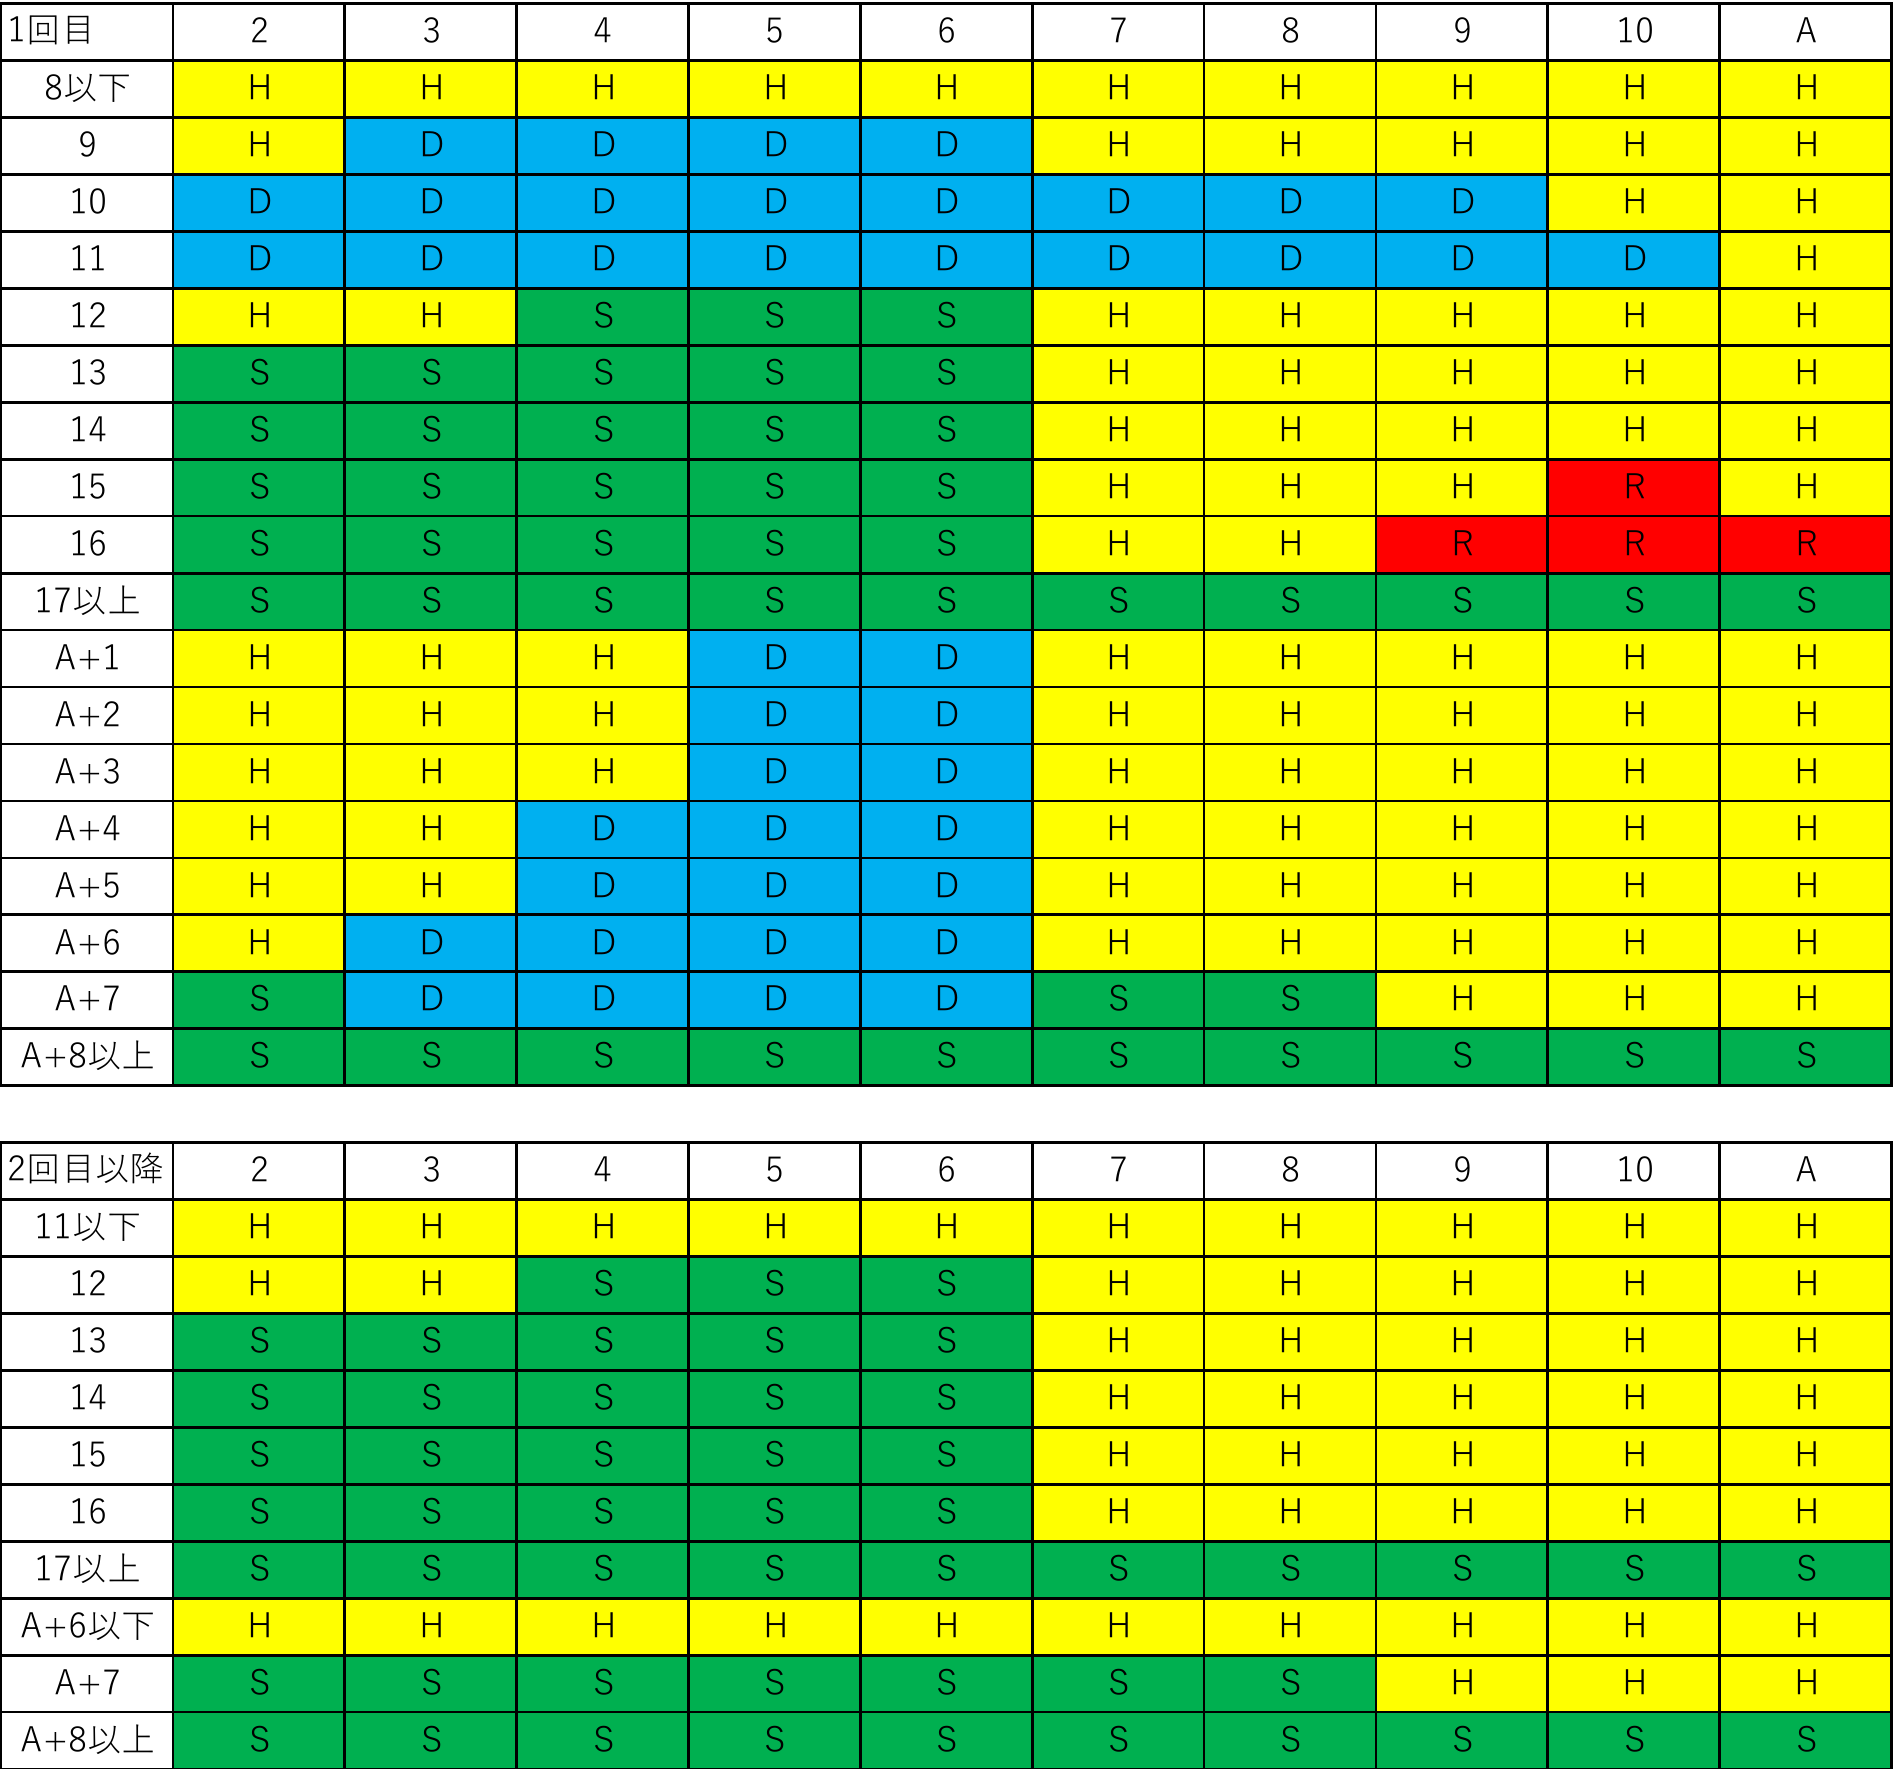 1回目 2 3 4 5 6 7 8 9 10 A
8以下 H H H H H H H H H H
9 H D D D D H H H H H
10 D D D D D D D D H H
11 D D D D D D D D D H
12 H H S S S H H H H H
13 S S S S S H H H H H
14 S S S S S H H H H H
15 S S S S S H H H R H
16 S S S S S H H R R R
17以上 S S S S S S S S S S
A+1 H H H D D H H H H H
A+2 H H H D D H H H H H
A+3 H H H D D H H H H H
A+4 H H D D D H H H H H
A+5 H H D D D H H H H H
A+6 H D D D D H H H H H
A+7 S D D D D S S H H H
A+8以上 S S S S S S S S S S
2回目以降 2 3 4 5 6 7 8 9 10 A
11以下 H H H H H H H H H H
12 H H S S S H H H H H
13 S S S S S H H H H H
14 S S S S S H H H H H
15 S S S S S H H H H H
16 S S S S S H H H H H
17以上 S S S S S S S S S S
A+6以下 H H H H H H H H H H
A+7 S S S S S S S H H H
A+8以上 S S S S S S S S S S